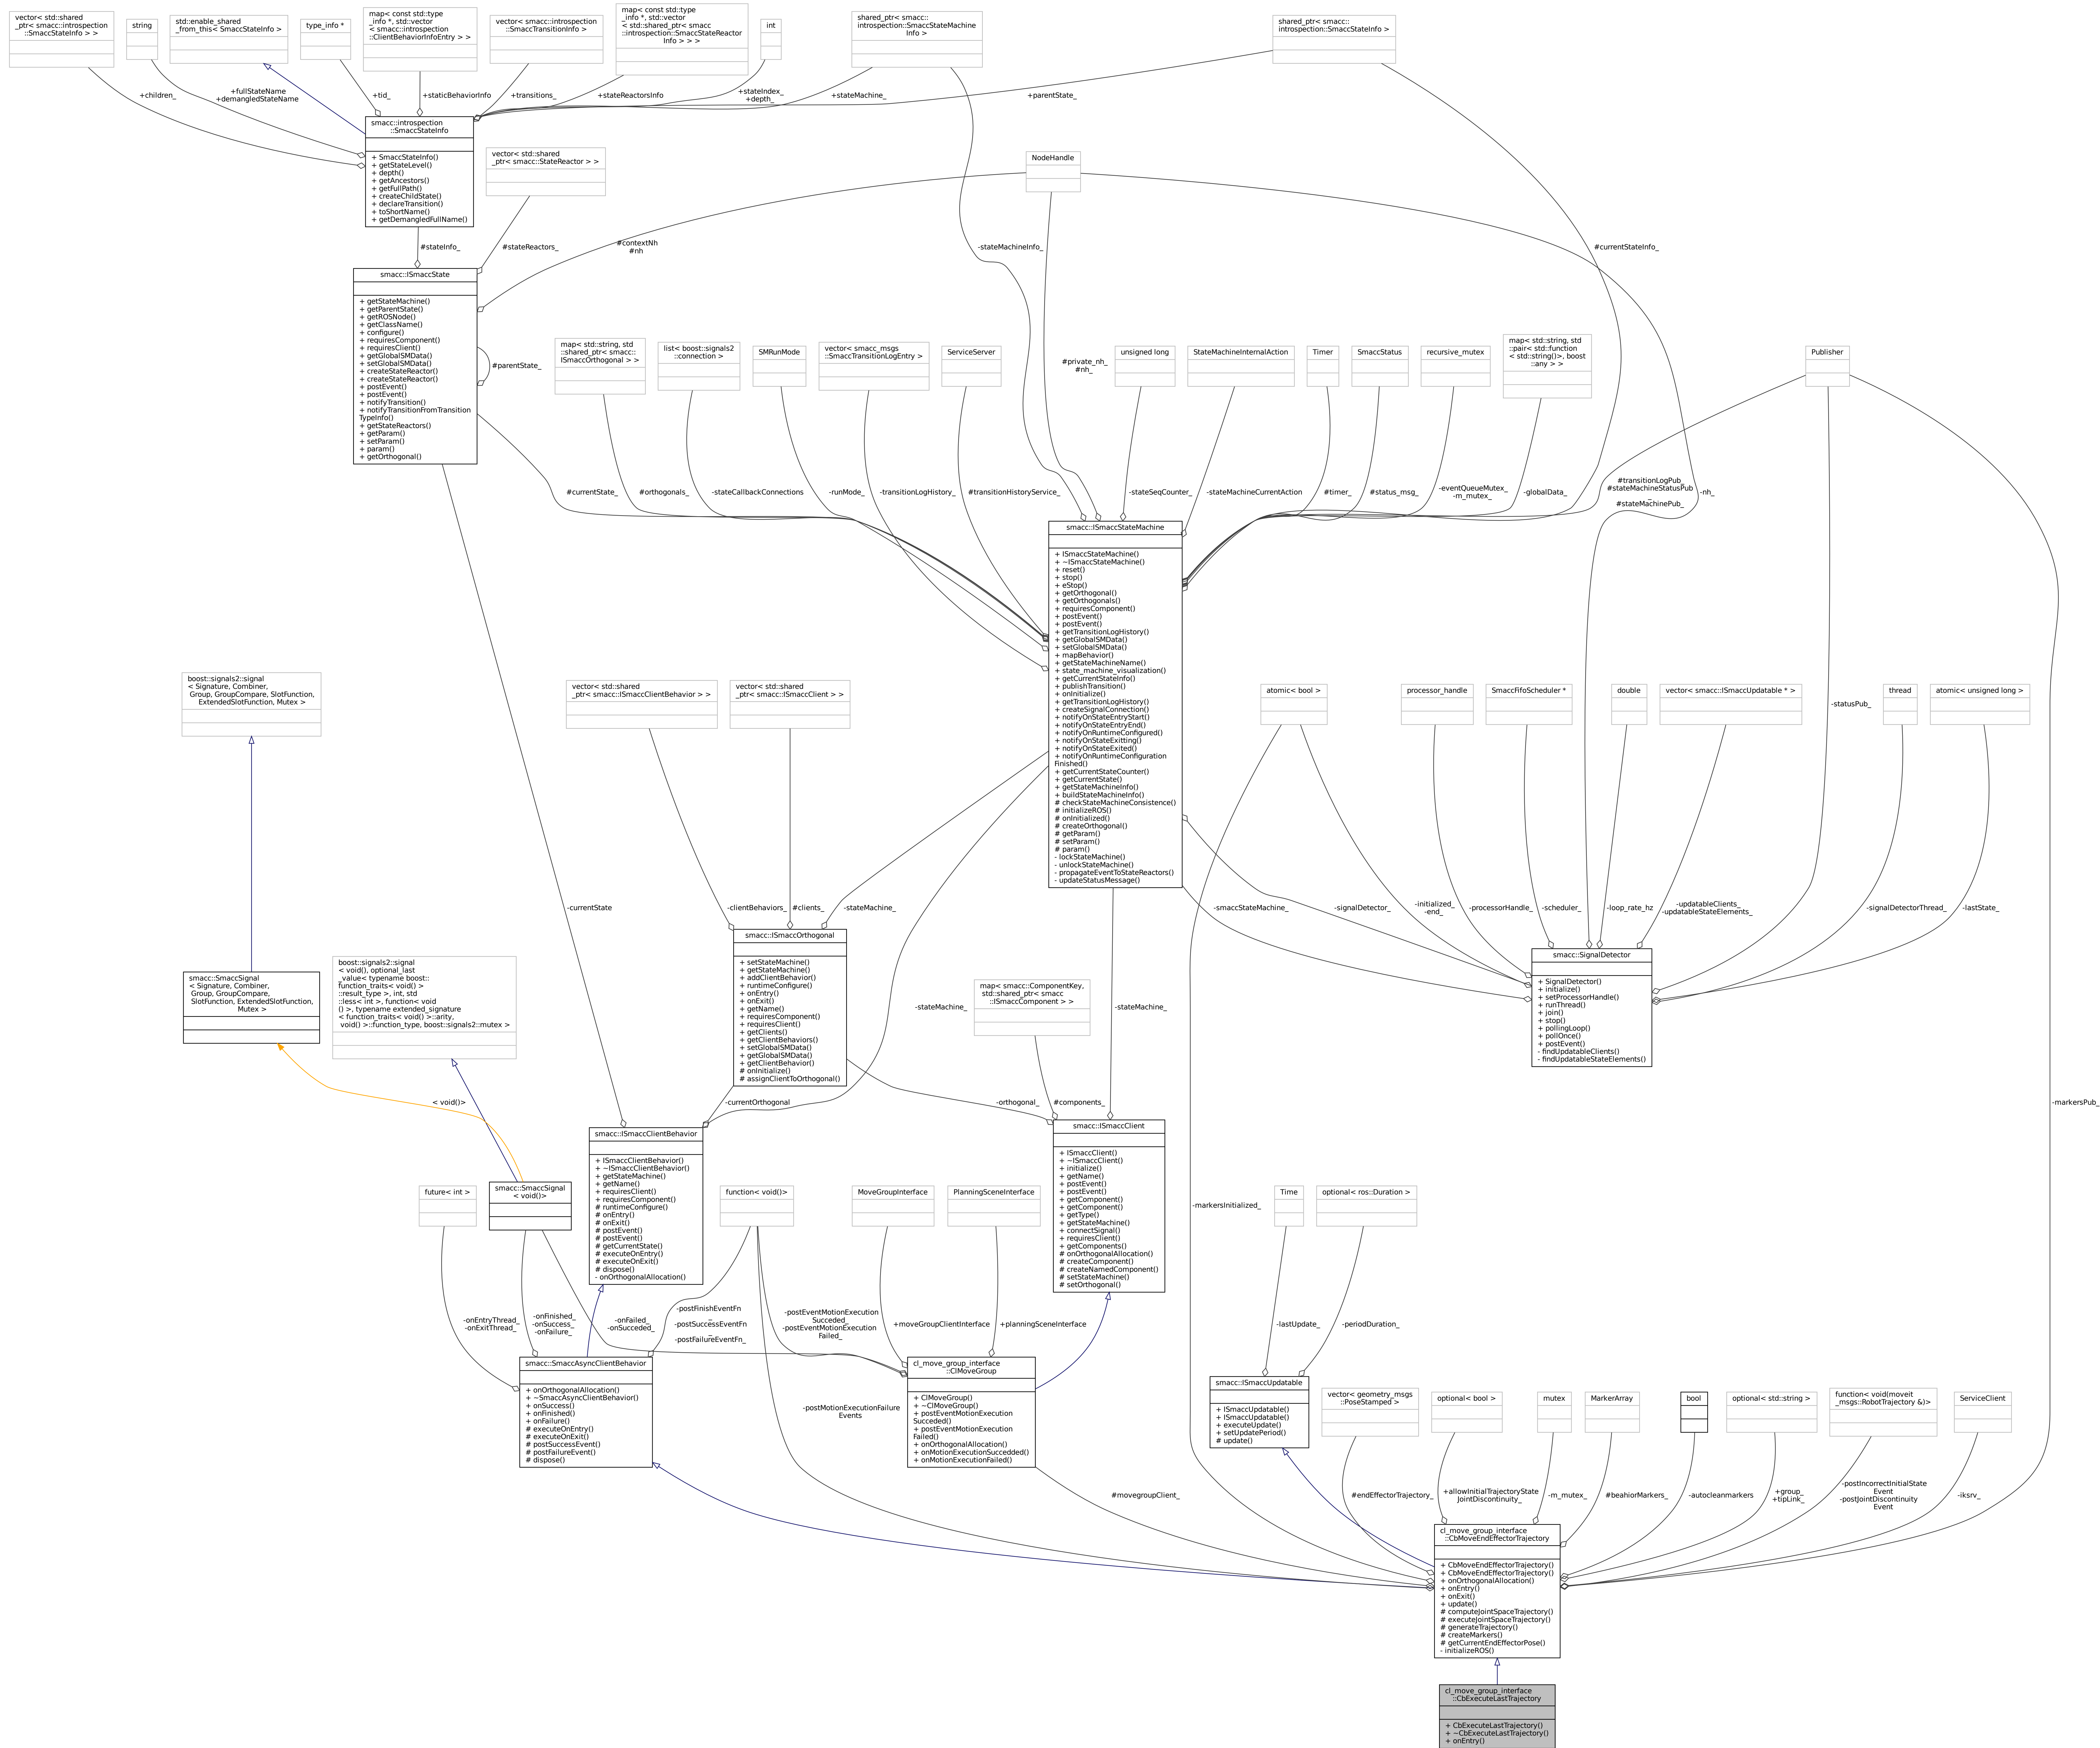 vector< std::shared
_ptr< smacc::introspection
::SmaccStateInfo > >
string
std::enable_shared
_from_this< SmaccStateInfo >
type_info *
map< const std::type
_info *, std::vector
< smacc::introspection
::ClientBehaviorInfoEntry > >
vector< smacc::introspection
::SmaccTransitionInfo >
map< const std::type
_info *, std::vector
< std::shared_ptr< smacc
::introspection::SmaccStateReactor
Info > > >
int
shared_ptr< smacc::
introspection::SmaccStateMachine
Info >
shared_ptr< smacc::
introspection::SmaccStateInfo >
+children_
+fullStateName
+demangledStateName
+tid_
+staticBehaviorInfo
+transitions_
+stateReactorsInfo
+stateIndex_
+depth_
+stateMachine_
+parentState_
smacc::introspection
::SmaccStateInfo
+ SmaccStateInfo()
+ getStateLevel()
+ depth()
+ getAncestors()
+ getFullPath()
+ createChildState()
+ declareTransition()
+ toShortName()
+ getDemangledFullName()
vector< std::shared
_ptr< smacc::StateReactor > >
NodeHandle
#stateInfo_
#stateReactors_
#contextNh
#nh
-stateMachineInfo_
#currentStateInfo_
smacc::ISmaccState
+ getStateMachine()
+ getParentState()
+ getROSNode()
+ getClassName()
+ configure()
+ requiresComponent()
+ requiresClient()
+ getGlobalSMData()
+ setGlobalSMData()
+ createStateReactor()
+ createStateReactor()
+ postEvent()
+ postEvent()
+ notifyTransition()
+ notifyTransitionFromTransition
TypeInfo()
+ getStateReactors()
+ getParam()
+ setParam()
+ param()
+ getOrthogonal()
#parentState_
map< std::string, std
::shared_ptr< smacc::
ISmaccOrthogonal > >
list< boost::signals2
::connection >
SMRunMode
vector< smacc_msgs
::SmaccTransitionLogEntry >
ServiceServer
#private_nh_
#nh_
unsigned long
StateMachineInternalAction
Timer
SmaccStatus
recursive_mutex
map< std::string, std
::pair< std::function
< std::string()>, boost
::any > >
Publisher
#currentState_
#orthogonals_
-stateCallbackConnections
-runMode_
-transitionLogHistory_
#transitionHistoryService_
-stateSeqCounter_
-stateMachineCurrentAction
#timer_
#status_msg_
-eventQueueMutex_
-m_mutex_
-globalData_
#transitionLogPub_
#stateMachineStatusPub
_
#stateMachinePub_
-nh_
smacc::ISmaccStateMachine
+ ISmaccStateMachine()
+ ~ISmaccStateMachine()
+ reset()
+ stop()
+ eStop()
+ getOrthogonal()
+ getOrthogonals()
+ requiresComponent()
+ postEvent()
+ postEvent()
+ getTransitionLogHistory()
+ getGlobalSMData()
+ setGlobalSMData()
+ mapBehavior()
+ getStateMachineName()
+ state_machine_visualization()
+ getCurrentStateInfo()
+ publishTransition()
+ onInitialize()
+ getTransitionLogHistory()
+ createSignalConnection()
+ notifyOnStateEntryStart()
+ notifyOnStateEntryEnd()
+ notifyOnRuntimeConfigured()
+ notifyOnStateExitting()
+ notifyOnStateExited()
+ notifyOnRuntimeConfiguration
Finished()
+ getCurrentStateCounter()
+ getCurrentState()
+ getStateMachineInfo()
+ buildStateMachineInfo()
# checkStateMachineConsistence()
# initializeROS()
# onInitialized()
# createOrthogonal()
# getParam()
# setParam()
# param()
- lockStateMachine()
- unlockStateMachine()
- propagateEventToStateReactors()
- updateStatusMessage()
boost::signals2::signal
< Signature, Combiner,
Group, GroupCompare, SlotFunction,
ExtendedSlotFunction, Mutex >
vector< std::shared
_ptr< smacc::ISmaccClientBehavior > >
vector< std::shared
_ptr< smacc::ISmaccClient > >
atomic< bool >
processor_handle
SmaccFifoScheduler *
double
vector< smacc::ISmaccUpdatable * >
-statusPub_
thread
atomic< unsigned long >
-currentState
-clientBehaviors_
#clients_
-stateMachine_
-smaccStateMachine_
-signalDetector_
-initialized_
-end_
-processorHandle_
-scheduler_
-loop_rate_hz
-updatableClients_
-updatableStateElements_
-signalDetectorThread_
-lastState_
smacc::ISmaccOrthogonal
+ setStateMachine()
+ getStateMachine()
+ addClientBehavior()
+ runtimeConfigure()
+ onEntry()
+ onExit()
+ getName()
+ requiresComponent()
+ requiresClient()
+ getClients()
+ getClientBehaviors()
+ setGlobalSMData()
+ getGlobalSMData()
+ getClientBehavior()
# onInitialize()
# assignClientToOrthogonal()
smacc::SignalDetector
+ SignalDetector()
+ initialize()
+ setProcessorHandle()
+ runThread()
+ join()
+ stop()
+ pollingLoop()
+ pollOnce()
+ postEvent()
- findUpdatableClients()
- findUpdatableStateElements()
smacc::SmaccSignal
< Signature, Combiner,
Group, GroupCompare,
SlotFunction, ExtendedSlotFunction,
Mutex >
boost::signals2::signal
< void(), optional_last
_value< typename boost::
function_traits< void() >
::result_type >, int, std
::less< int >, function< void
() >, typename extended_signature
< function_traits< void() >::arity,
void() >::function_type, boost::signals2::mutex >
map< smacc::ComponentKey,
std::shared_ptr< smacc
::ISmaccComponent > >
-stateMachine_
-stateMachine_
< void()>
-currentOrthogonal
-orthogonal_
#components_
-markersPub_
smacc::ISmaccClientBehavior
+ ISmaccClientBehavior()
+ ~ISmaccClientBehavior()
+ getStateMachine()
+ getName()
+ requiresClient()
+ requiresComponent()
# runtimeConfigure()
# onEntry()
# onExit()
# postEvent()
# postEvent()
# getCurrentState()
# executeOnEntry()
# executeOnExit()
# dispose()
- onOrthogonalAllocation()
smacc::ISmaccClient
+ ISmaccClient()
+ ~ISmaccClient()
+ initialize()
+ getName()
+ postEvent()
+ postEvent()
+ getComponent()
+ getComponent()
+ getType()
+ getStateMachine()
+ connectSignal()
+ requiresClient()
+ getComponents()
# onOrthogonalAllocation()
# createComponent()
# createNamedComponent()
# setStateMachine()
# setOrthogonal()
future< int >
smacc::SmaccSignal
< void()>
function< void()>
MoveGroupInterface
PlanningSceneInterface
-markersInitialized_
Time
optional< ros::Duration >
-onEntryThread_
-onExitThread_
-onFinished_
-onSuccess_
-onFailure_
-onFailed_
-onSucceded_
-postFinishEventFn
_
-postSuccessEventFn
_
-postFailureEventFn_
-postEventMotionExecution
Succeded_
-postEventMotionExecution
Failed_
+moveGroupClientInterface
+planningSceneInterface
-lastUpdate_
-periodDuration_
smacc::SmaccAsyncClientBehavior
+ onOrthogonalAllocation()
+ ~SmaccAsyncClientBehavior()
+ onSuccess()
+ onFinished()
+ onFailure()
# executeOnEntry()
# executeOnExit()
# postSuccessEvent()
# postFailureEvent()
# dispose()
-postMotionExecutionFailure
Events
cl_move_group_interface
::ClMoveGroup
+ ClMoveGroup()
+ ~ClMoveGroup()
+ postEventMotionExecution
Succeded()
+ postEventMotionExecution
Failed()
+ onOrthogonalAllocation()
+ onMotionExecutionSuccedded()
+ onMotionExecutionFailed()
smacc::ISmaccUpdatable
+ ISmaccUpdatable()
+ ISmaccUpdatable()
+ executeUpdate()
+ setUpdatePeriod()
# update()
vector< geometry_msgs
::PoseStamped >
optional< bool >
mutex
MarkerArray
bool
optional< std::string >
function< void(moveit
_msgs::RobotTrajectory &)>
ServiceClient
#movegroupClient_
#endEffectorTrajectory_
+allowInitialTrajectoryState
JointDiscontinuity_
-m_mutex_
#beahiorMarkers_
-autocleanmarkers
+group_
+tipLink_
-postIncorrectInitialState
Event
-postJointDiscontinuity
Event
-iksrv_
cl_move_group_interface
::CbMoveEndEffectorTrajectory
+ CbMoveEndEffectorTrajectory()
+ CbMoveEndEffectorTrajectory()
+ onOrthogonalAllocation()
+ onEntry()
+ onExit()
+ update()
# computeJointSpaceTrajectory()
# executeJointSpaceTrajectory()
# generateTrajectory()
# createMarkers()
# getCurrentEndEffectorPose()
- initializeROS()
cl_move_group_interface
::CbExecuteLastTrajectory
+ CbExecuteLastTrajectory()
+ ~CbExecuteLastTrajectory()
+ onEntry()